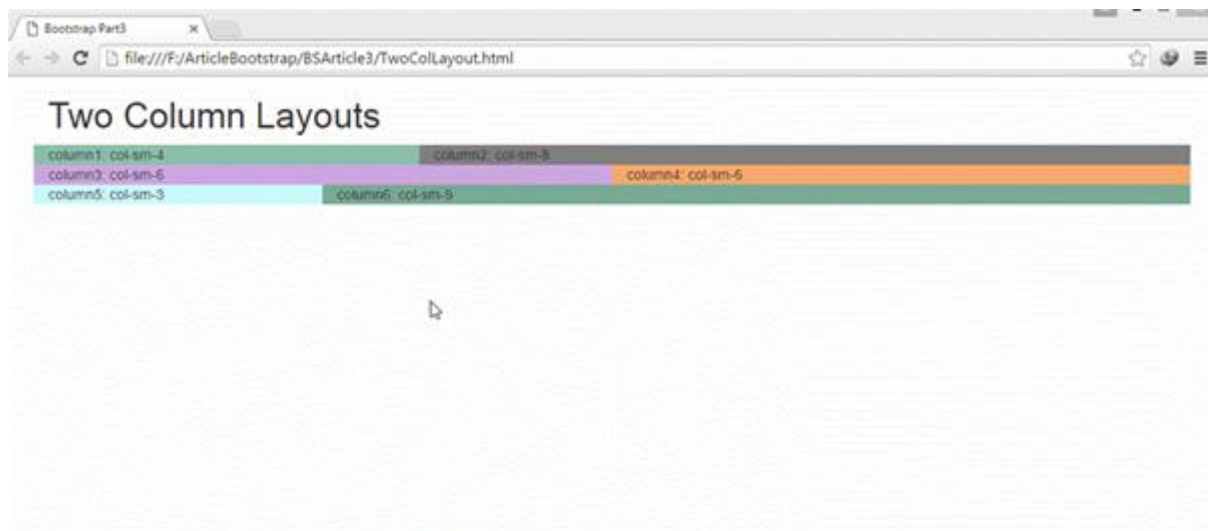 Bootstrap Part3
file:///F:/ArticleBootstrap/BSArticle3/TwoColLayout.html
Two Column Layouts
column1: col-sm-4 column2: col-sm-8
column3: col-sm-6 column4: col-sm-6
column5: col-sm-3 column6: col-sm-9